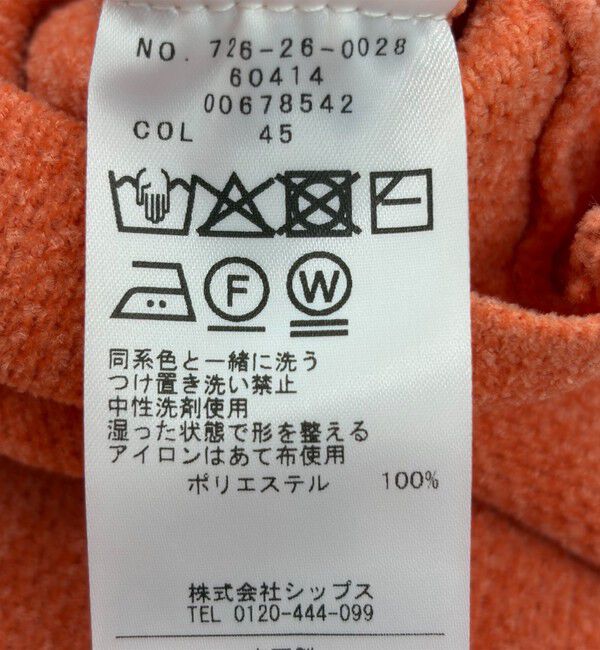 NO. 726-26-0028
60414
00678542
COL 45
F W
同系色と一緒に洗う
つけ置き洗い禁止
中性洗剤使用
湿った状態で形を整える
アイロンはあて布使用
ポリエステル 100%
株式会社シップス
TEL 0120-444-099